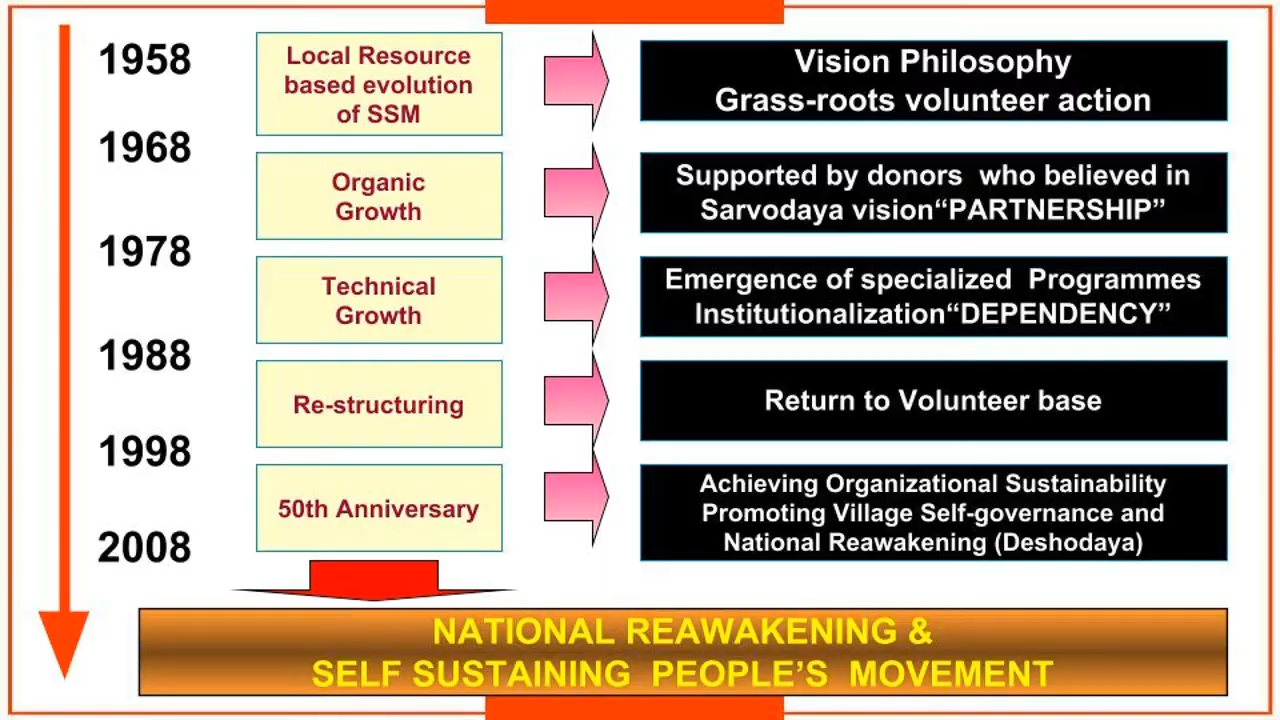 1958
Local Resource
based evolution
of SSM
Vision Philosophy
Grass-roots volunteer action
1968
Organic
Growth
Supported by donors  who believed in
Sarvodaya vision“PARTNERSHIP”
1978
Technical
Growth
Emergence of specialized  Programmes
Institutionalization“DEPENDENCY”
1988
Re-structuring
Return to Volunteer base
1998
50th Anniversary
Achieving Organizational Sustainability
Promoting Village Self-governance and
National Reawakening (Deshodaya)
2008
NATIONAL REAWAKENING &
SELF SUSTAINING  PEOPLE’S  MOVEMENT